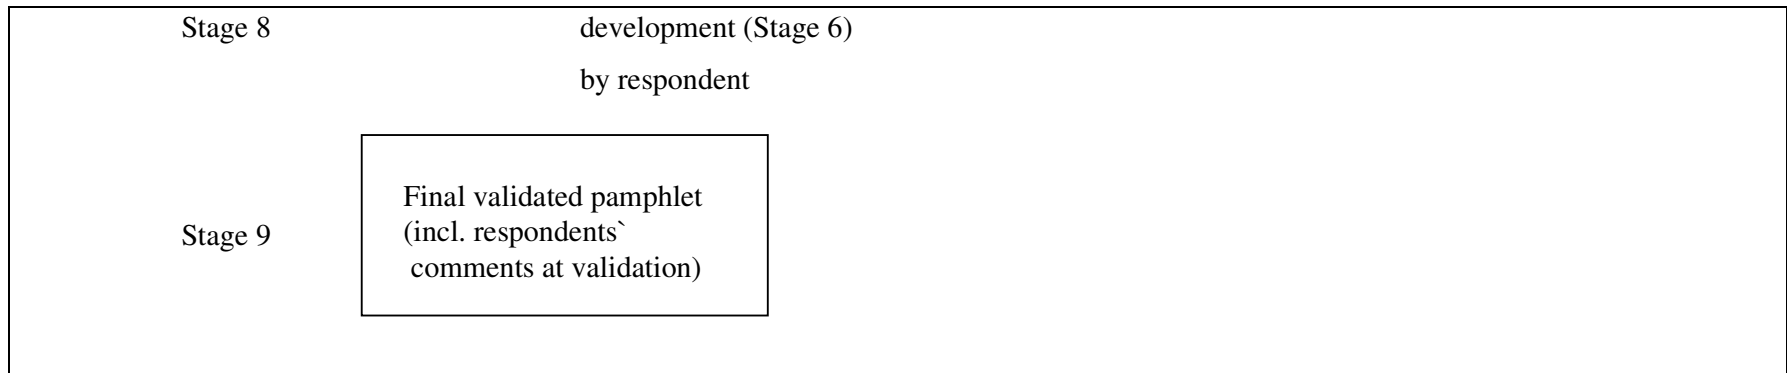 Stage 8 development (Stage 6)
by respondent
Final validated pamphlet
(incl. respondents`
Stage 9
comments at validation)